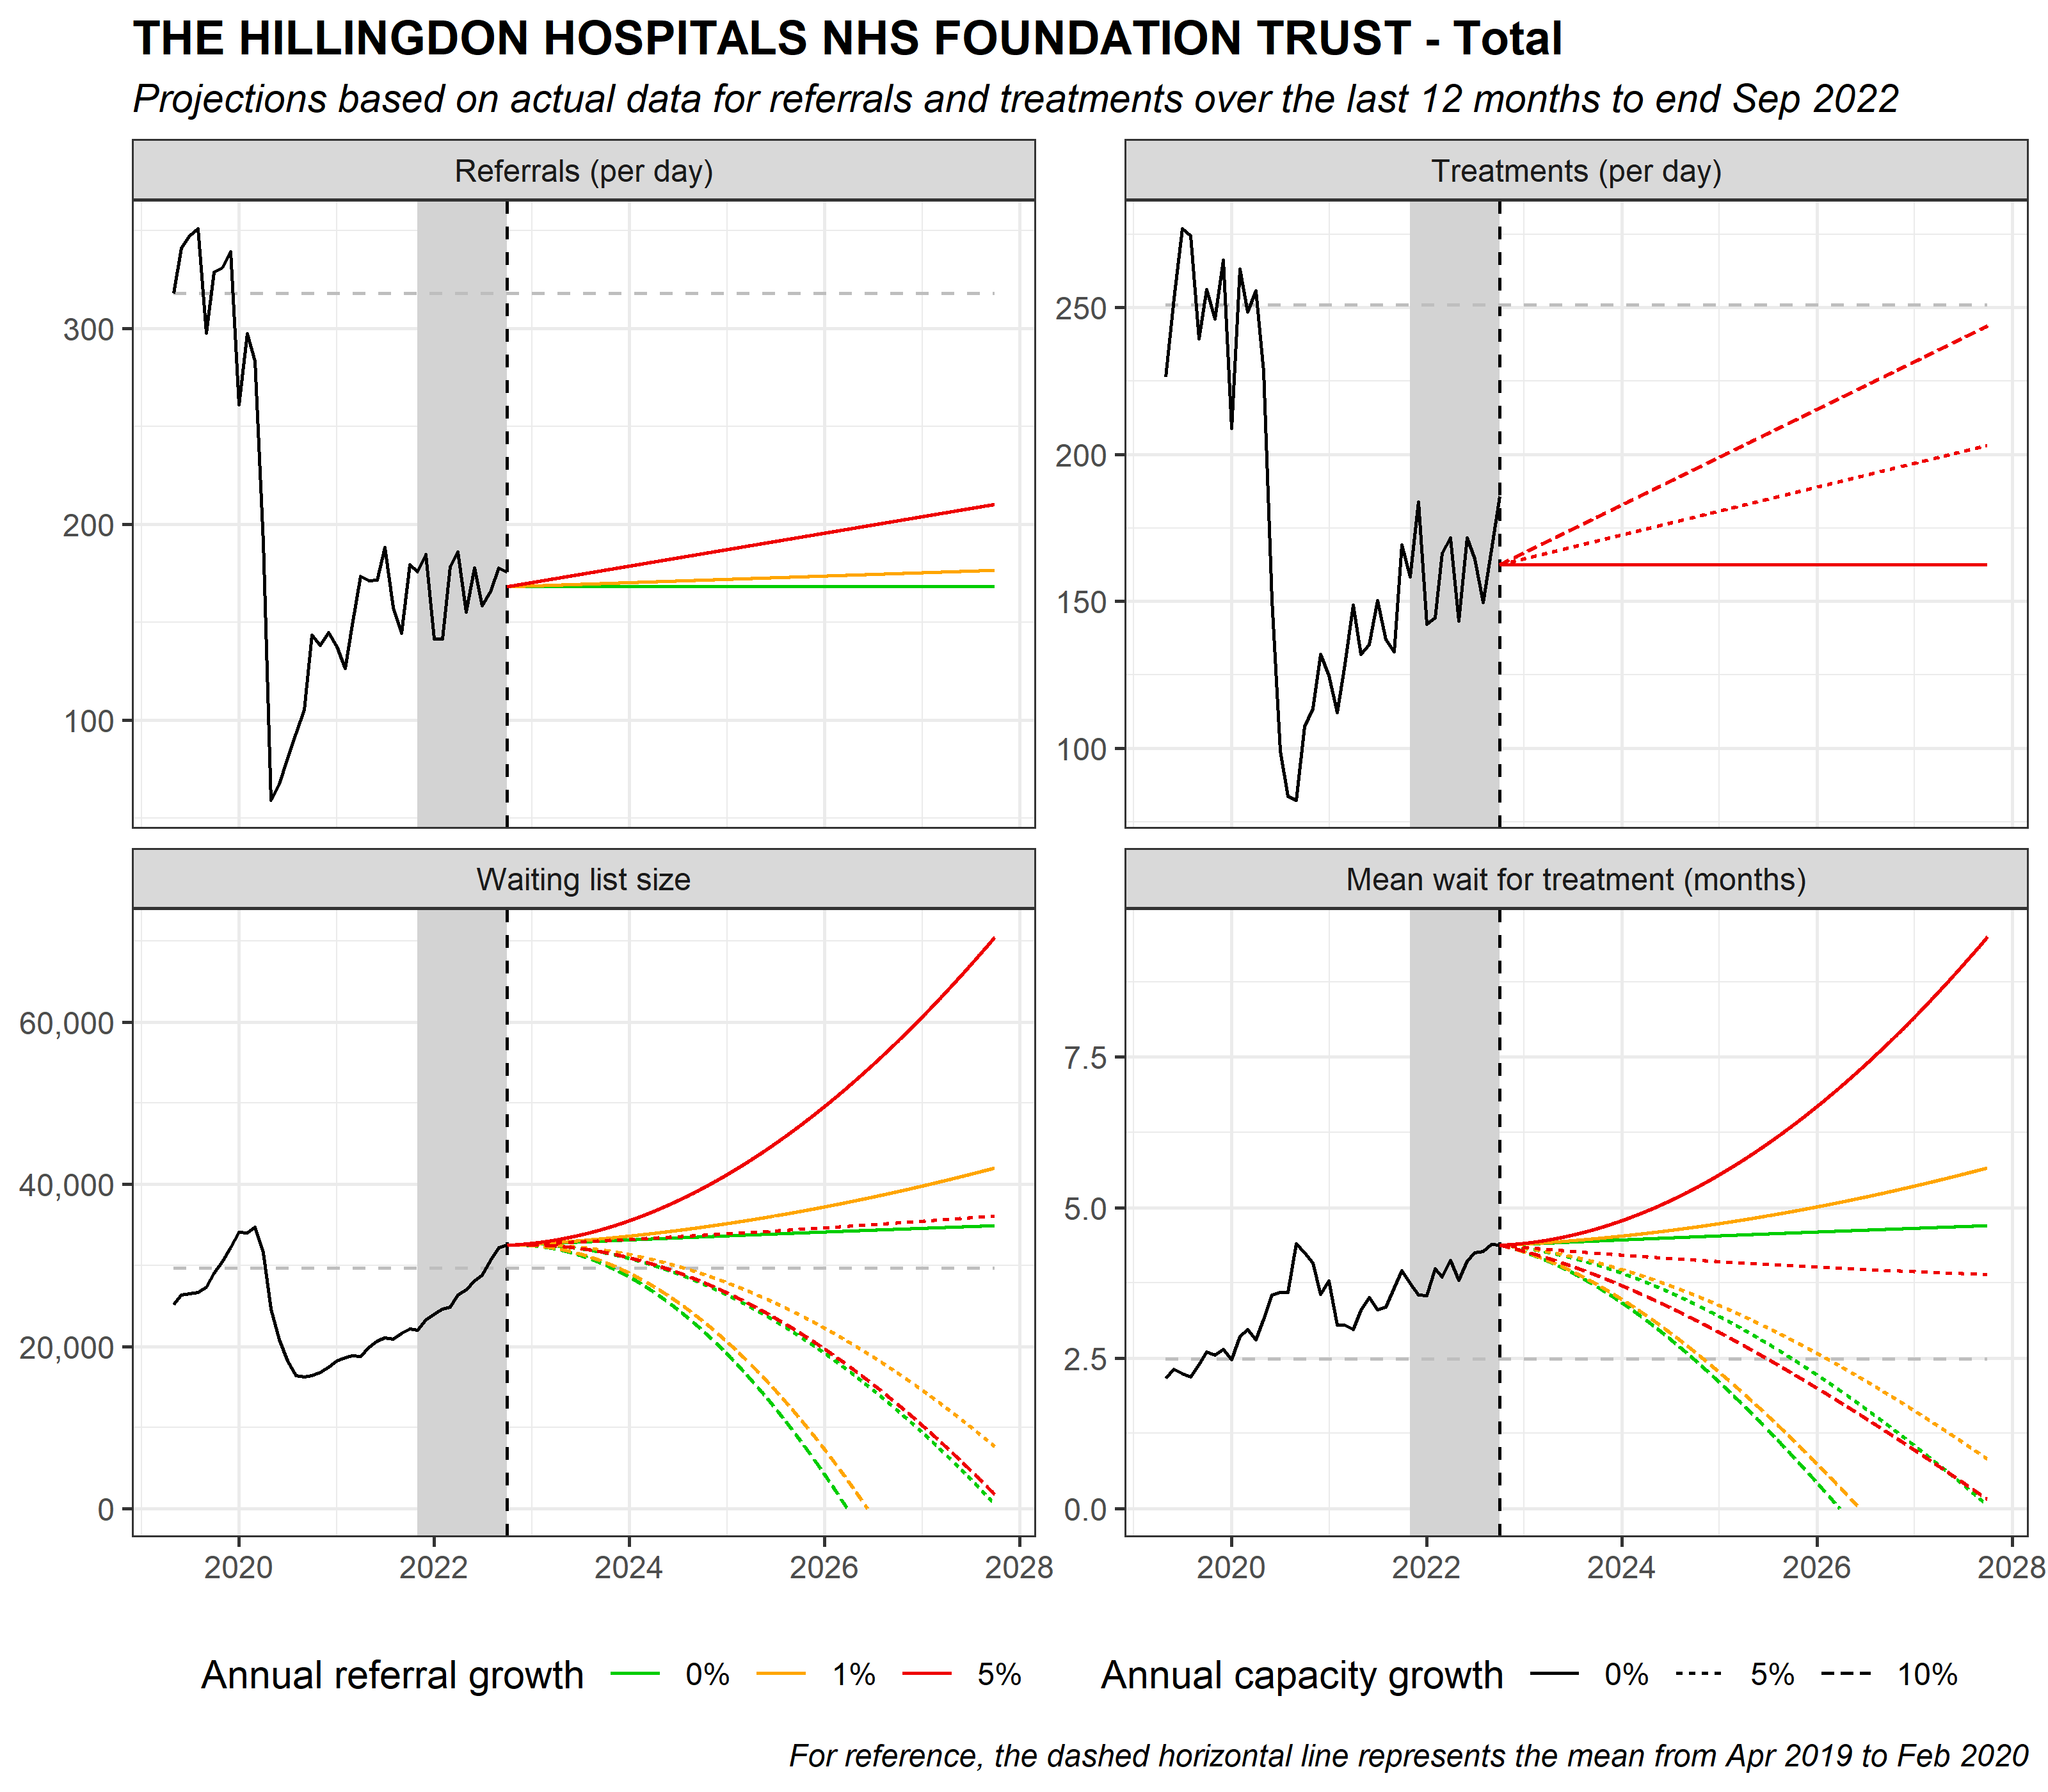 THE HILLINGDON HOSPITALS NHS FOUNDATION TRUST - Total
Projections based on actual data for referrals and treatments over the last 12 months to end Sep 2022
Referrals (per day)
300
200
100
Treatments (per day)
250
200
150
100
Waiting list size
60,000
40,000
20,000
0
2020 2022 2024 2026 2028
Mean wait for treatment (months)
7.5
5.0
2.5
0.0
2020 2022 2024 2026 2028
Annual referral growth 0% 1% 5%
Annual capacity growth 0% 5% 10%
For reference, the dashed horizontal line represents the mean from Apr 2019 to Feb 2020